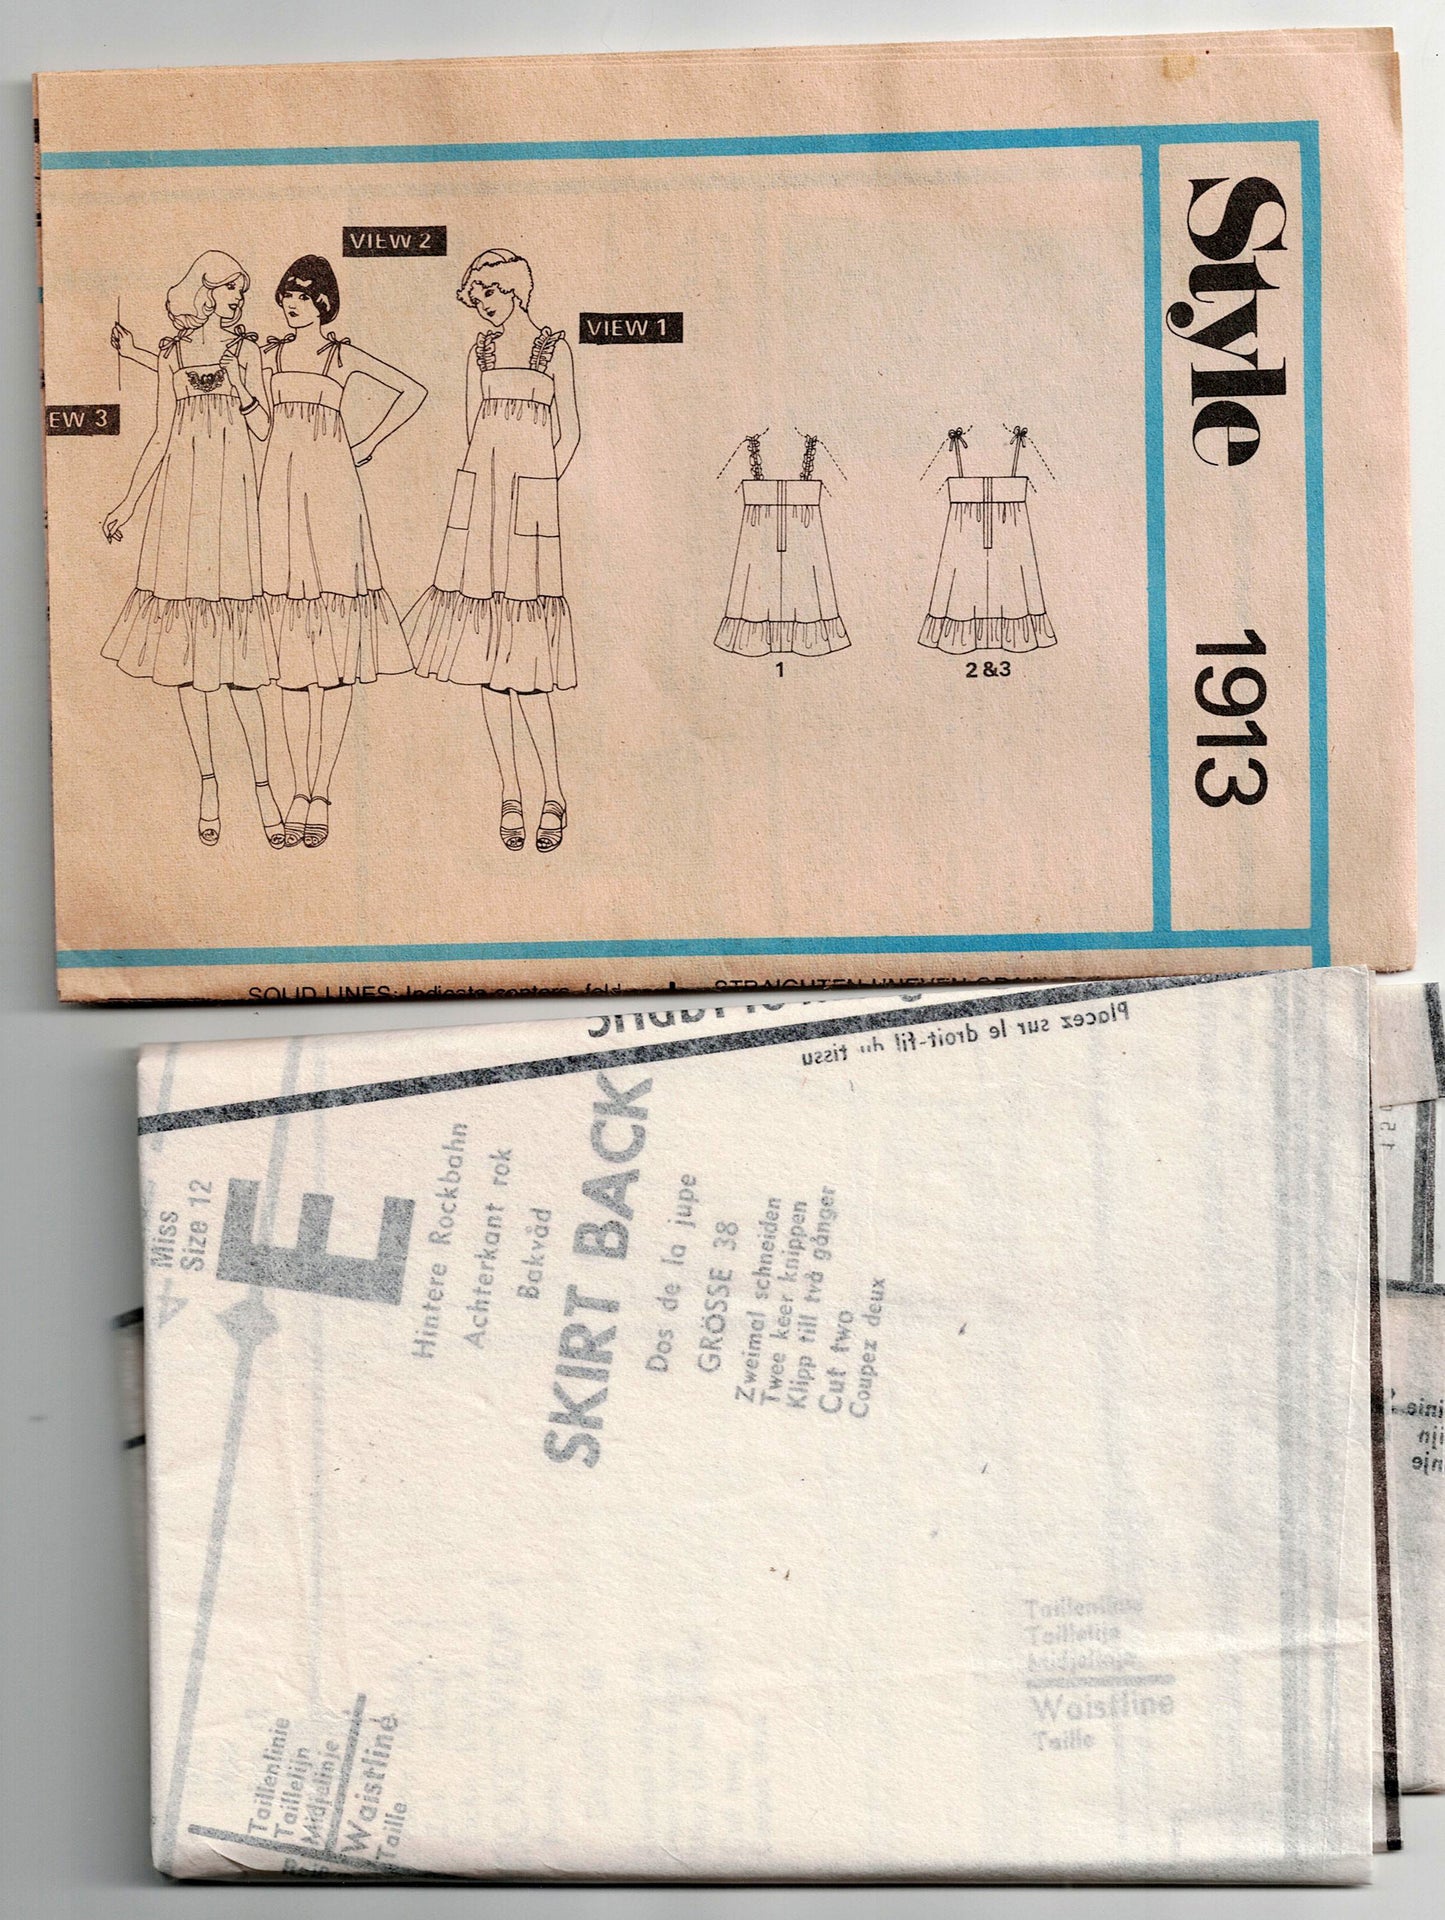 VIEW 2
VIEW 1
EW 3
1
2 & 3
Style 1913
SOLID LINES: Indicate centers, fold
STRAIGHTEN UNEVEN
Placez sur le droit-fil du tissu
Miss
Size 12
E
Hintere Rockbahn
Achterkant rok
Bakvåd
SKIRT BACK
Dos de la jupe
GRÖSSE 38
Zweimal schneiden
Twee keer knippen
Klipp till två gånger
Cut two
Coupez deux
Taillenlinie
Taillelijn
Midjelinje
Waistline
Taille
Taillenlinie
Taillelijn
Midjelinje
Waistline
Taille